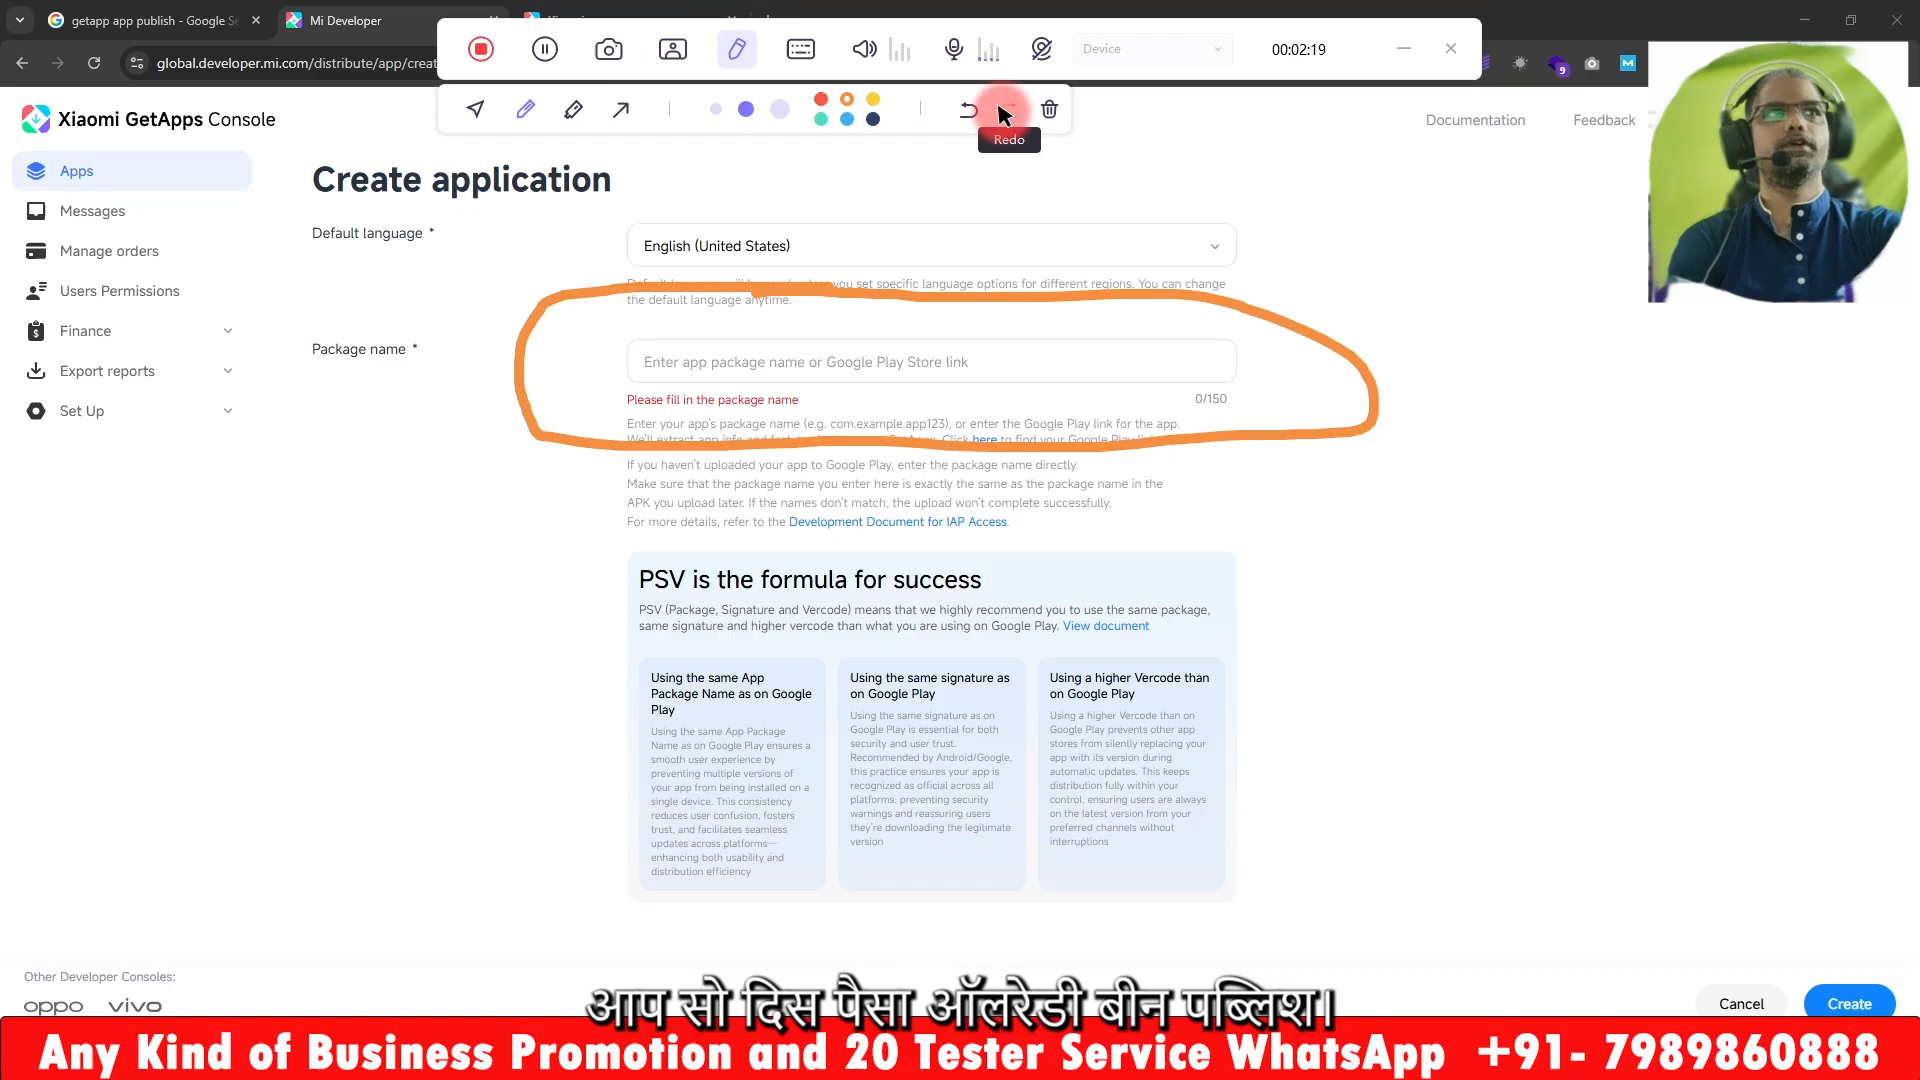 getapp app publish - Google Se
Mi Developer
global.developer.mi.com/distribute/app/creat
Device
00:02:19
9
Redo
Xiaomi GetApps Console
Documentation
Feedback
Apps
Messages
Manage orders
Users Permissions
Finance
Export reports
Set Up
Create application
Default language *
English (United States)
you set specific language options for different regions. You can change
the default language anytime.
Package name *
Enter app package name or Google Play Store link
Please fill in the package name
0/150
Enter your app's package name (e.g. com.example.app123), or enter the Google Play link for the app.
We'll extract app info and Click here to find your Google Play
If you haven't uploaded your app to Google Play, enter the package name directly.
Make sure that the package name you enter here is exactly the same as the package name in the
APK you upload later. If the names don't match, the upload won't complete successfully.
For more details, refer to the Development Document for IAP Access.
PSV is the formula for success
PSV (Package, Signature and Vercode) means that we highly recommend you to use the same package,
same signature and higher vercode than what you are using on Google Play. View document
Using the same App
Package Name as on Google
Play
Using the same App Package
Name as on Google Play ensures a
smooth user experience by
preventing multiple versions of
your app from being installed on a
single device. This consistency
reduces user confusion, fosters
trust, and facilitates seamless
updates across platforms—
enhancing both usability and
distribution efficiency
Using the same signature as
on Google Play
Using the same signature as on
Google Play is essential for both
security and user trust.
Recommended by Android/Google,
this practice ensures your app is
recognized as official across all
platforms, preventing security
warnings and reassuring users
they're downloading the legitimate
version
Using a higher Vercode than
on Google Play
Using a higher Vercode than on
Google Play prevents other app
stores from silently replacing your
app with its version during
automatic updates. This keeps
distribution fully within your
control, ensuring users are always
on the latest version from your
preferred channels without
interruptions
Other Developer Consoles:
oppo vivo
Cancel
Create
आप सो दिस पैसा ऑलरेडी बीन पब्लिश।
Any Kind of Business Promotion and 20 Tester Service WhatsApp +91- 7989860888